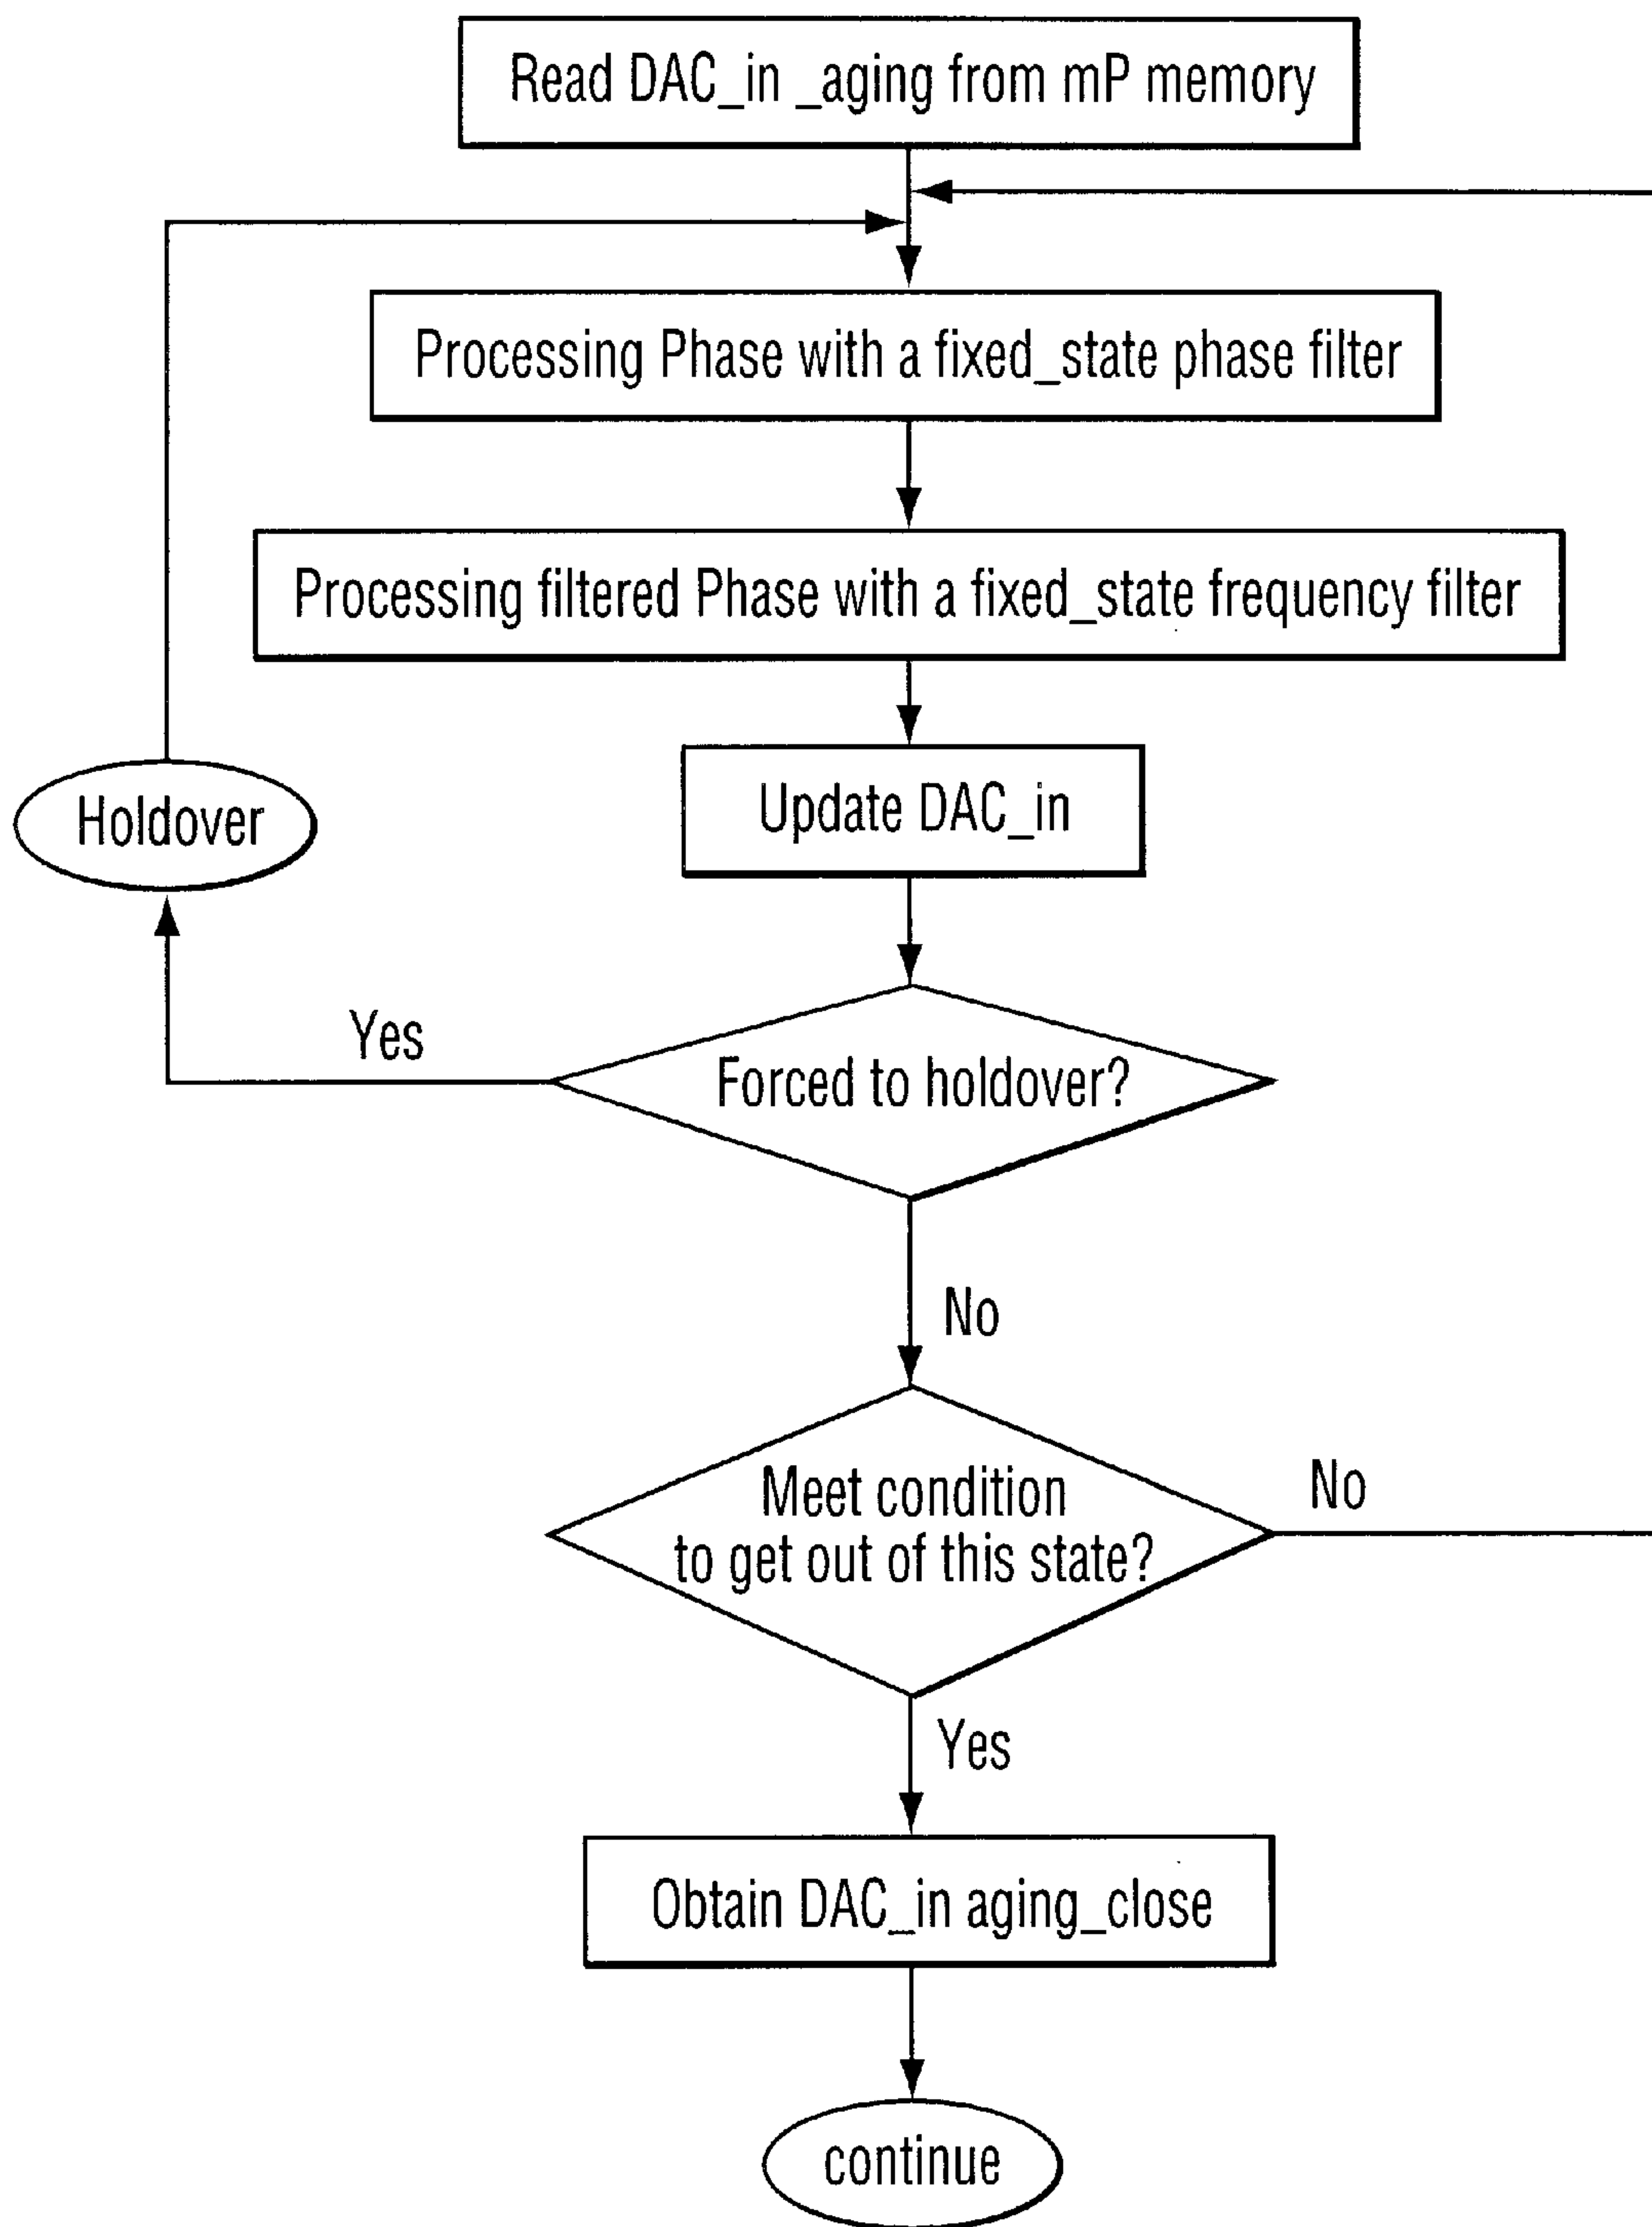 Read DAC_in _aging from mP memory
Processing Phase with a fixed_state phase filter
Processing filtered Phase with a fixed_state frequency filter
Update DAC_in
Holdover
Yes
Forced to holdover?
No
Meet condition
to get out of this state?
No
Yes
Obtain DAC_in aging_close
continue